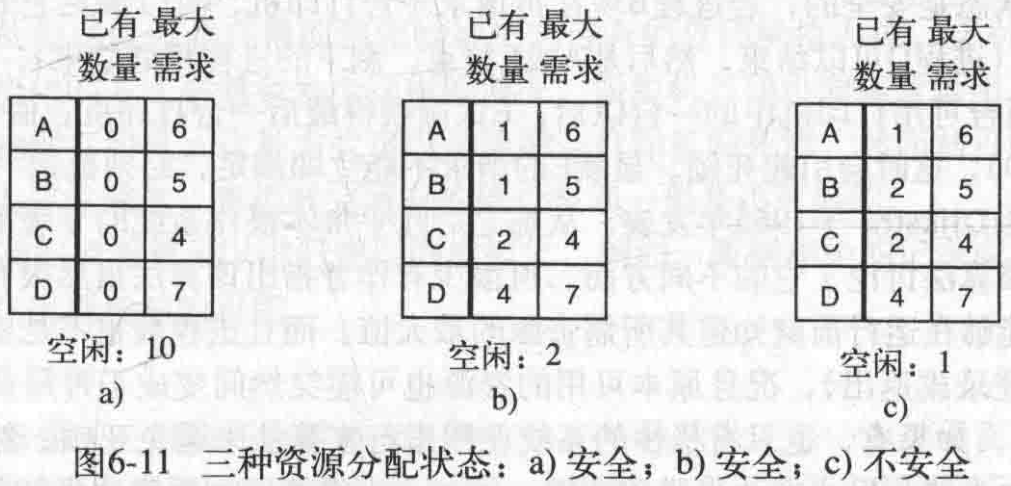 已有 最大
数量 需求
A 0 6
B 0 5
C 0 4
D 0 7
空闲：10
a)
已有 最大
数量 需求
A 1 6
B 1 5
C 2 4
D 4 7
空闲：2
b)
已有 最大
数量 需求
A 1 6
B 2 5
C 2 4
D 4 7
空闲：1
c)
图6-11 三种资源分配状态：a) 安全；b) 安全；c) 不安全